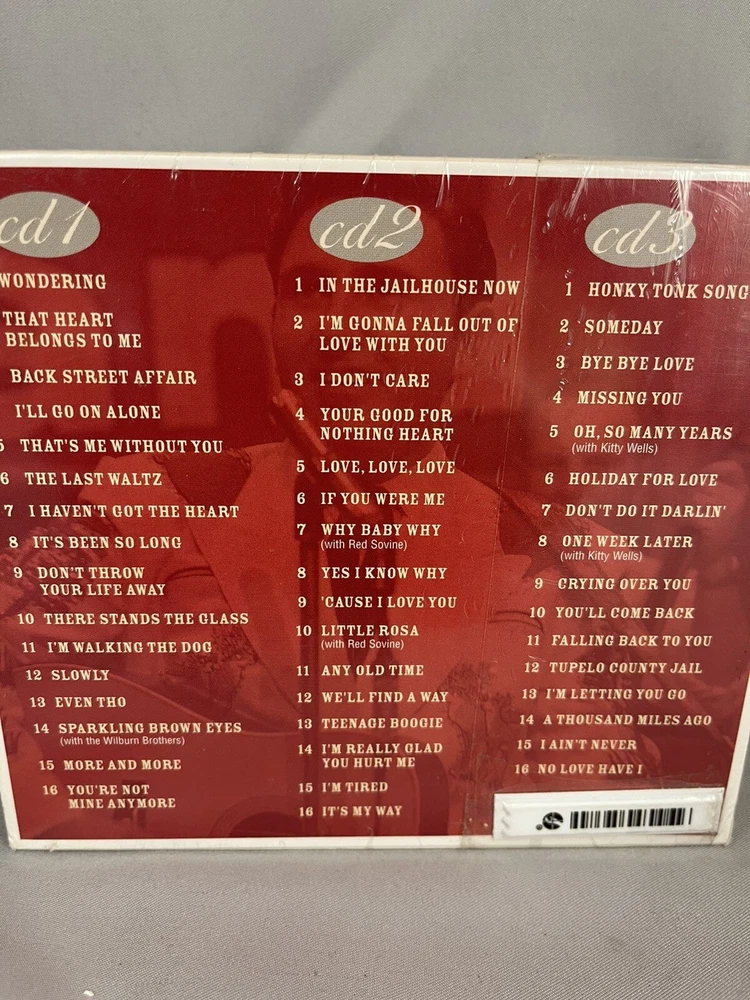 cd 1
WONDERING
THAT HEART
BELONGS TO ME
BACK STREET AFFAIR
I'LL GO ON ALONE
5 THAT'S ME WITHOUT YOU
6 THE LAST WALTZ
7 I HAVEN'T GOT THE HEART
8 IT'S BEEN SO LONG
9 DON'T THROW
YOUR LIFE AWAY
10 THERE STANDS THE GLASS
11 I'M WALKING THE DOG
12 SLOWLY
13 EVEN THO
14 SPARKLING BROWN EYES
(with the Wilburn Brothers)
15 MORE AND MORE
16 YOU'RE NOT
MINE ANYMORE
cd 2
1 IN THE JAILHOUSE NOW
2 I'M GONNA FALL OUT OF
LOVE WITH YOU
3 I DON'T CARE
4 YOUR GOOD FOR
NOTHING HEART
5 LOVE, LOVE, LOVE
6 IF YOU WERE ME
7 WHY BABY WHY
(with Red Sovine)
8 YES I KNOW WHY
9 'CAUSE I LOVE YOU
10 LITTLE ROSA
(with Red Sovine)
11 ANY OLD TIME
12 WE'LL FIND A WAY
13 TEENAGE BOOGIE
14 I'M REALLY GLAD
YOU HURT ME
15 I'M TIRED
16 IT'S MY WAY
cd 3
1 HONKY TONK SONG
2 SOMEDAY
3 BYE BYE LOVE
4 MISSING YOU
5 OH, SO MANY YEARS
(with Kitty Wells)
6 HOLIDAY FOR LOVE
7 DON'T DO IT DARLIN'
8 ONE WEEK LATER
(with Kitty Wells)
9 CRYING OVER YOU
10 YOU'LL COME BACK
11 FALLING BACK TO YOU
12 TUPELO COUNTY JAIL
13 I'M LETTING YOU GO
14 A THOUSAND MILES AGO
15 I AIN'T NEVER
16 NO LOVE HAVE I